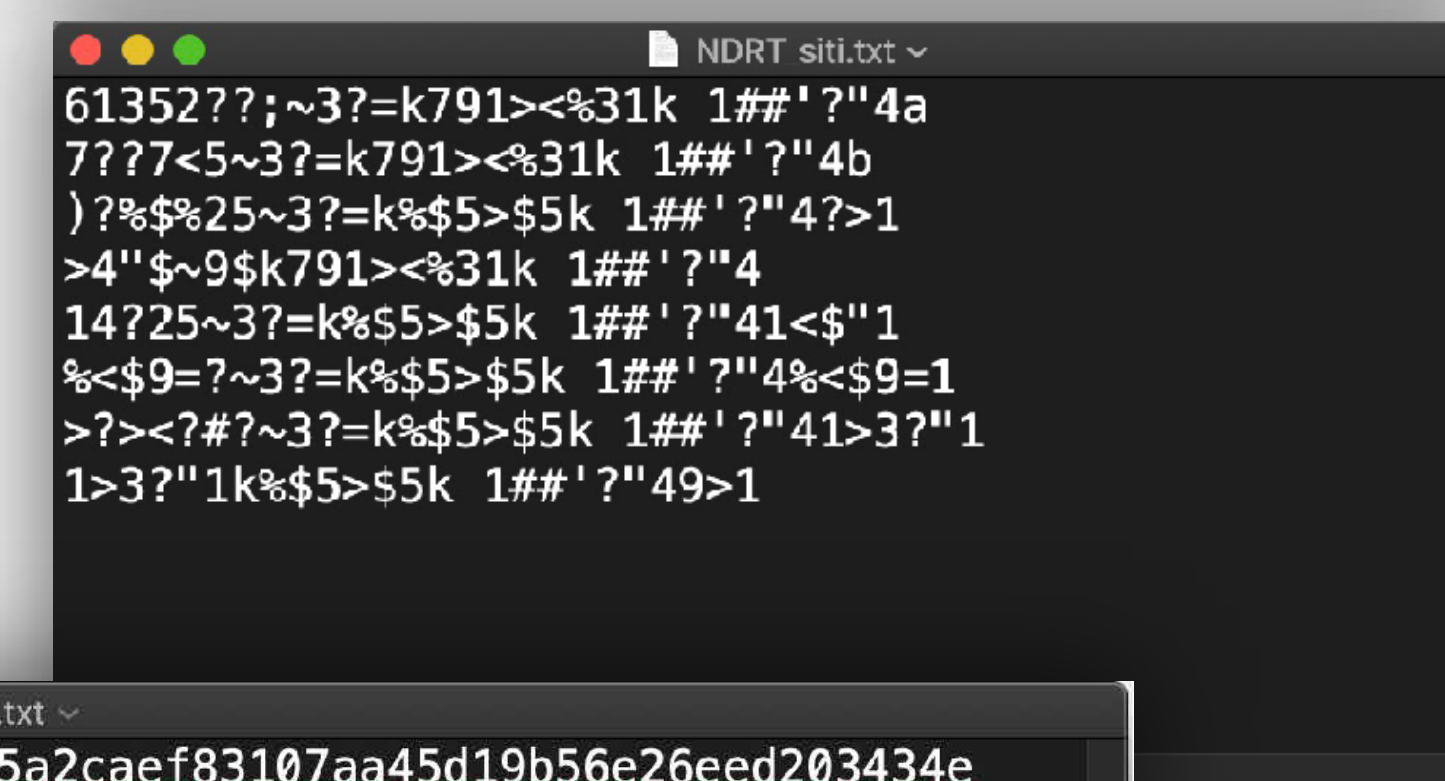 NDRT siti.txt
61352??;~3?=k791><%31k 1##'?"4a
7??7<5~3?=k791><%31k 1##'?"4b
)?%$%25~3?=k%$5>$5k 1##'?"4?>1
>4"$~9$k791><%31k 1##'?"4
14?25~3?=k%$5>$5k 1##'?"41<$"1
%<$9=?~3?=k%$5>$5k 1##'?"4%<$9=1
>?><?#?~3?=k%$5>$5k 1##'?"41>3?"1
1>3?"1k%$5>$5k 1##'?"49>1
.txt
5a2caef83107aa45d19b56e26eed203434e